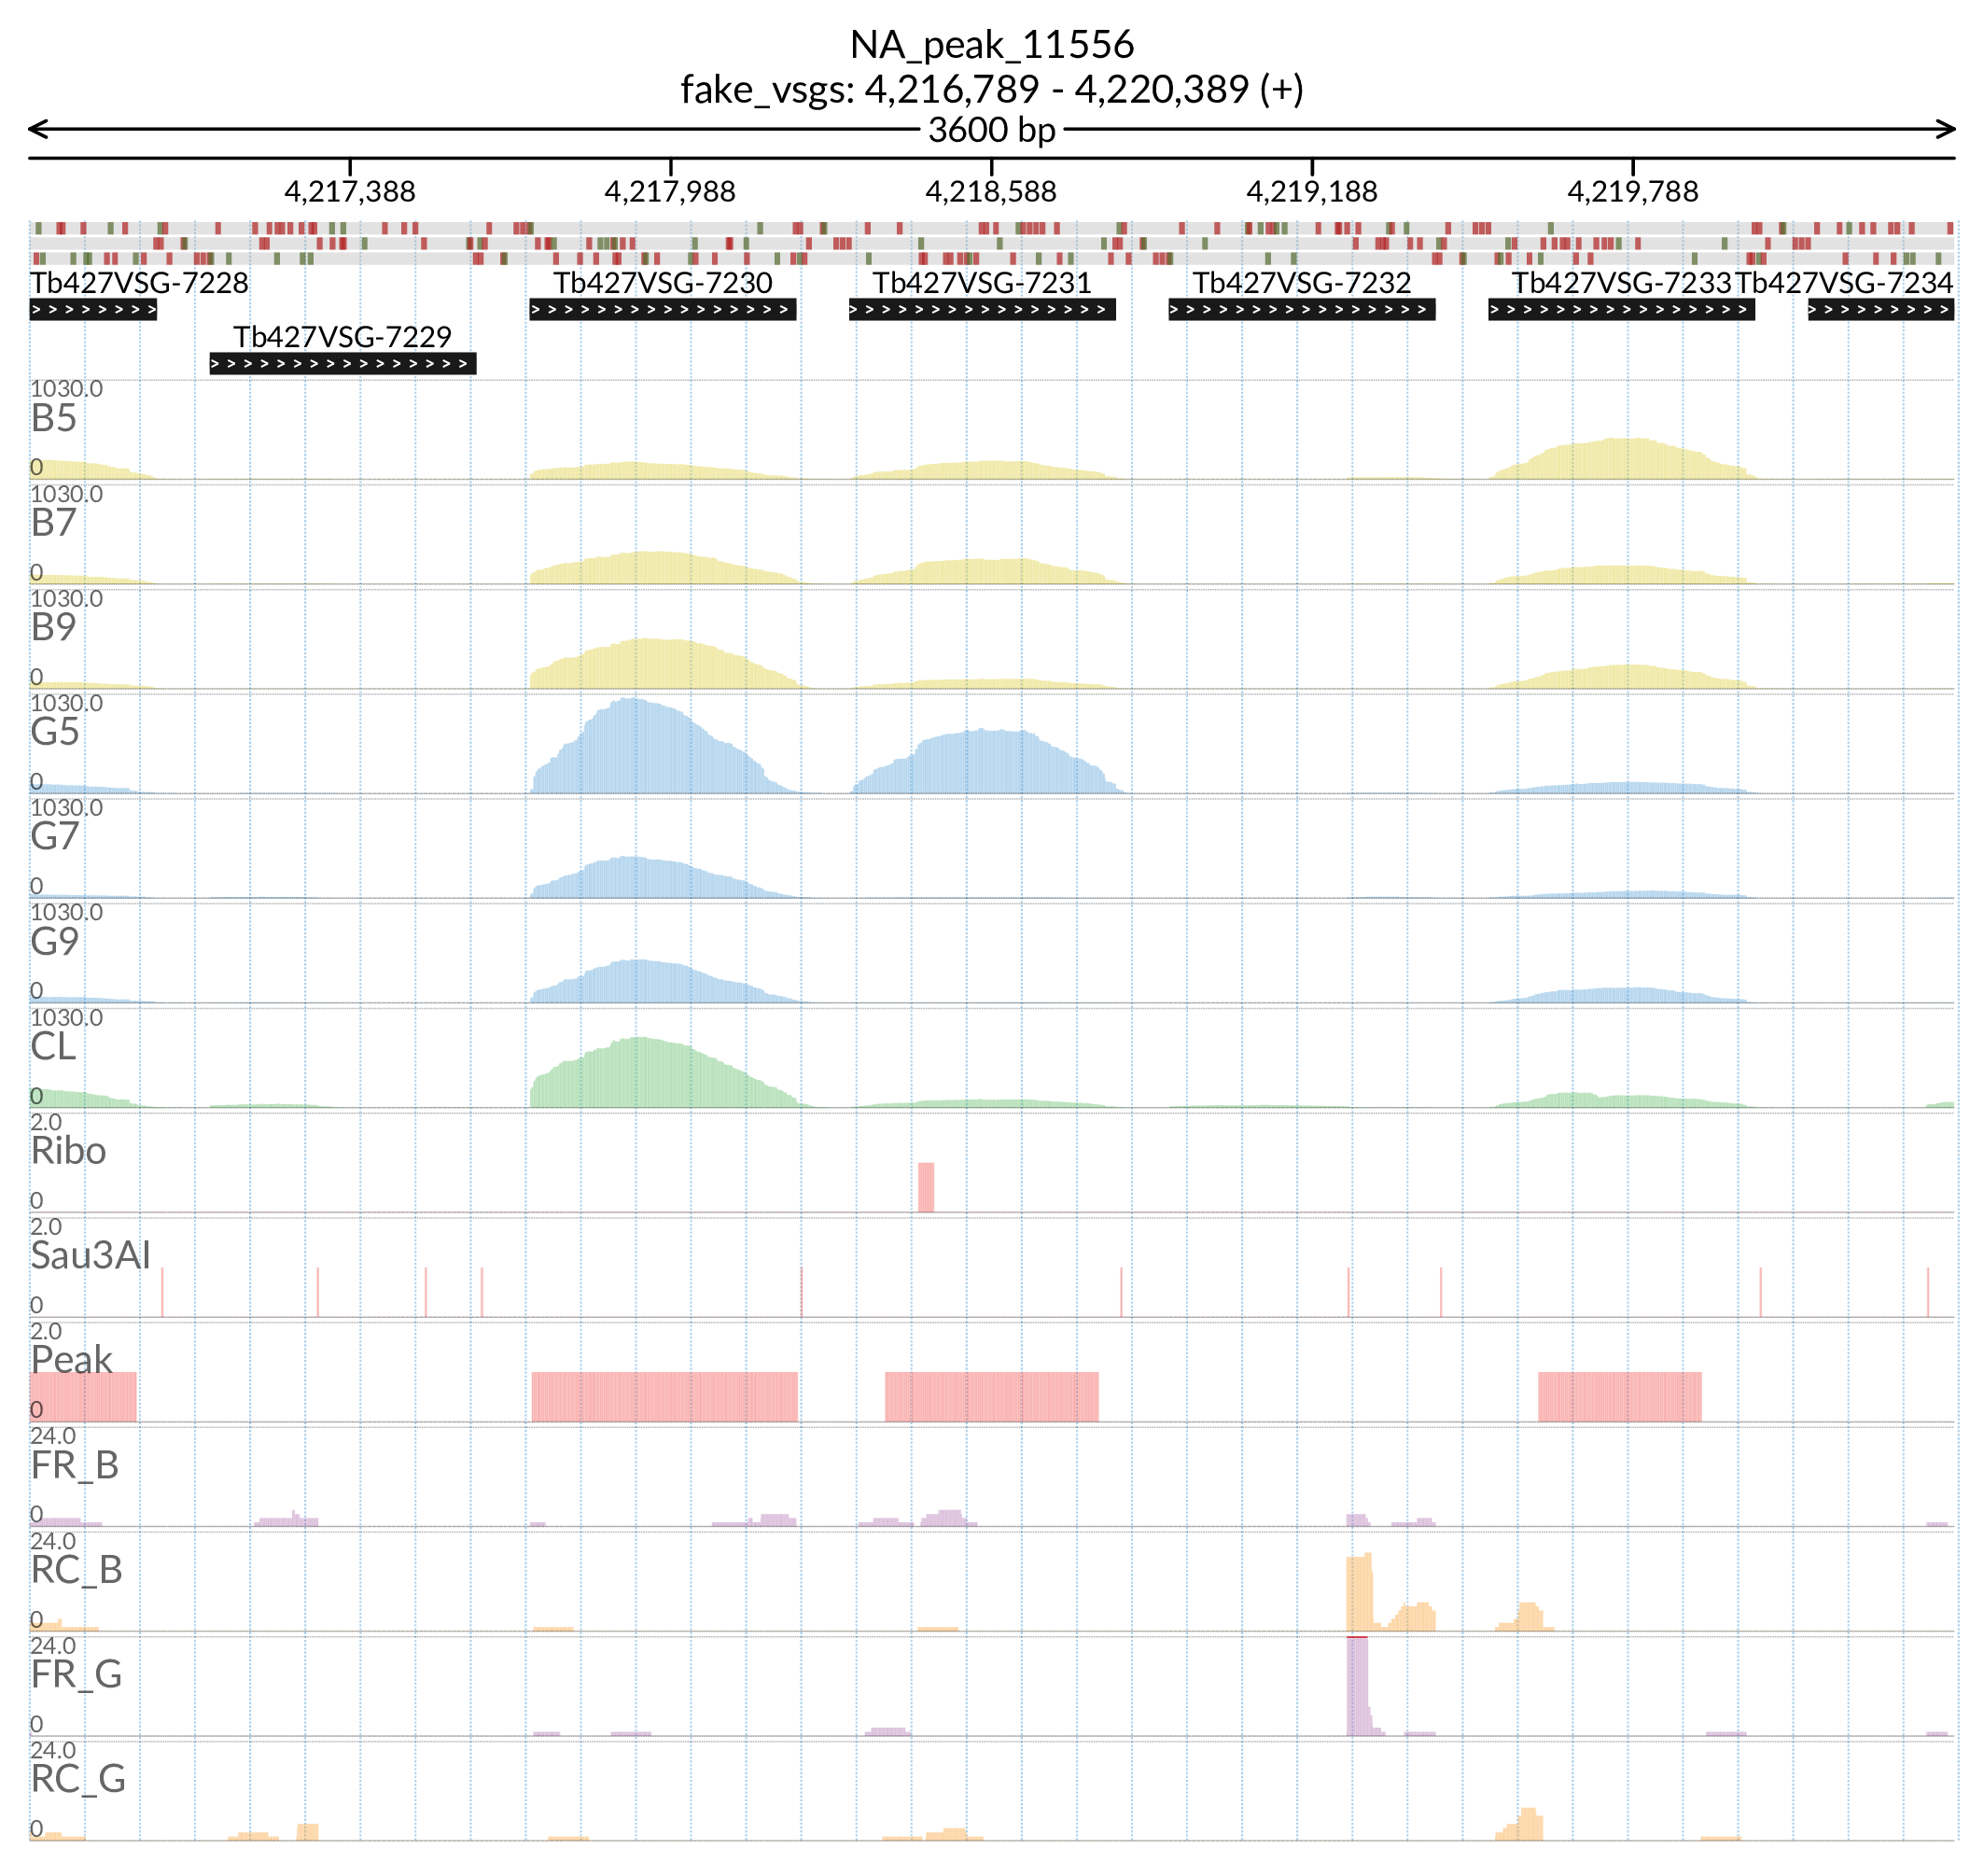 NA_peak_11556
fake_vsgs: 4,216,789 - 4,220,389 (+)
3600 bp
4,217,388 4,217,988 4,218,588 4,219,188 4,219,788
Tb427VSG-7228 Tb427VSG-7230 Tb427VSG-7231 Tb427VSG-7232 Tb427VSG-7233 Tb427VSG-7234
Tb427VSG-7229
1030.0
B5
0
1030.0
B7
0
1030.0
B9
0
1030.0
G5
0
1030.0
G7
0
1030.0
G9
0
1030.0
CL
0
2.0
Ribo
0
2.0
Sau3AI
0
2.0
Peak
0
24.0
FR_B
0
24.0
RC_B
0
24.0
FR_G
0
24.0
RC_G
0